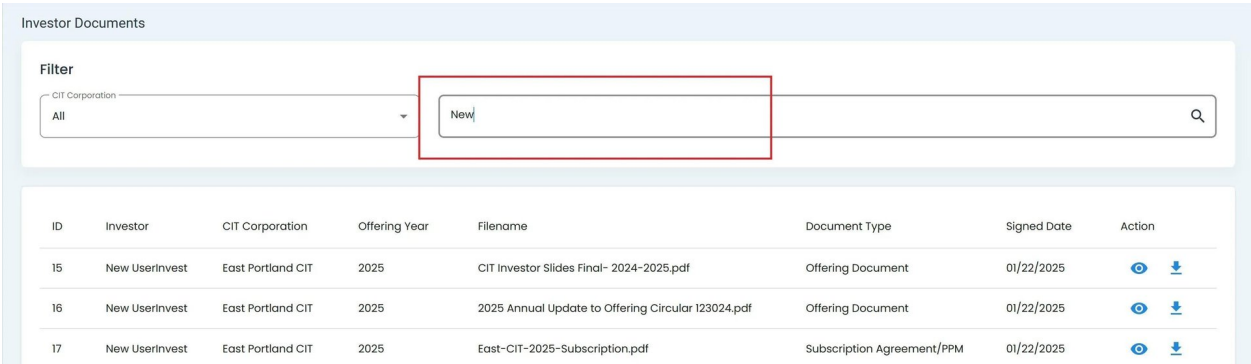 Investor Documents
Filter
CIT Corporation
All
New
ID Investor CIT Corporation Offering Year Filename Document Type Signed Date Action
15 New UserInvest East Portland CIT 2025 CIT Investor Slides Final- 2024-2025.pdf Offering Document 01/22/2025
16 New UserInvest East Portland CIT 2025 2025 Annual Update to Offering Circular 123024.pdf Offering Document 01/22/2025
17 New UserInvest East Portland CIT 2025 East-CIT-2025-Subscription.pdf Subscription Agreement/PPM 01/22/2025